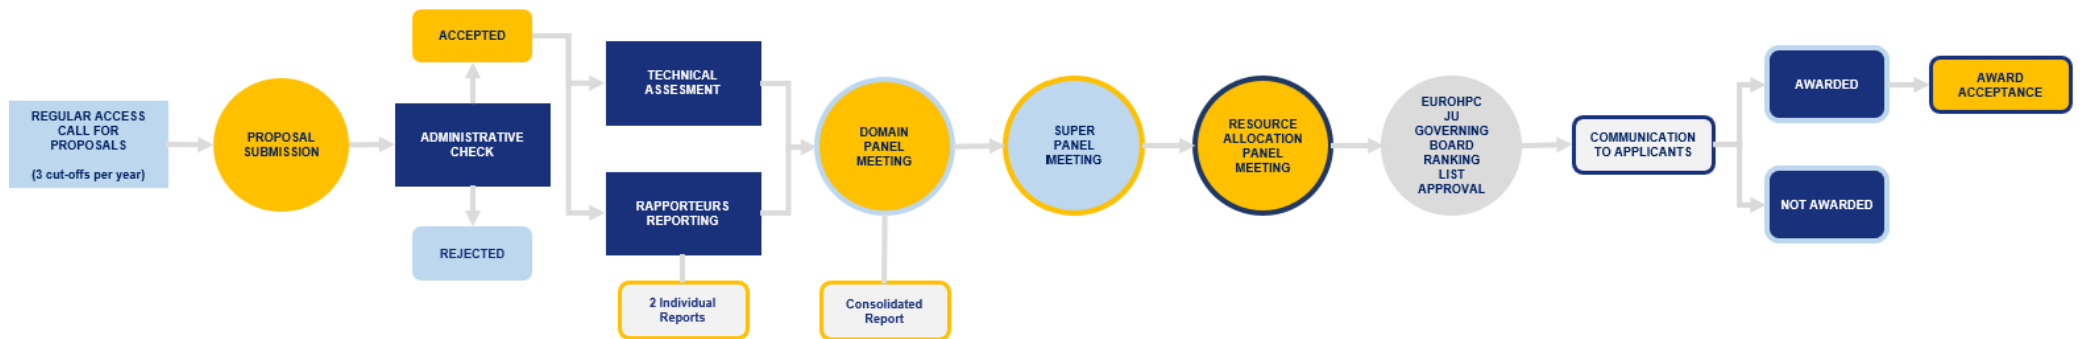 REGULAR ACCESS
CALL FOR
PROPOSALS
(3 cut-offs per year)
PROPOSAL
SUBMISSION
ACCEPTED
ADMINISTRATIVE
CHECK
REJECTED
TECHNICAL
ASSESMENT
RAPPORTEURS
REPORTING
2 Individual
Reports
DOMAIN
PANEL
MEETING
Consolidated
Report
SUPER
PANEL
MEETING
RESOURCE
ALLOCATION
PANEL
MEETING
EUROHPC
JU
GOVERNING
BOARD
RANKING
LIST
APPROVAL
COMMUNICATION
TO APPLICANTS
AWARDED
NOT AWARDED
AWARD
ACCEPTANCE